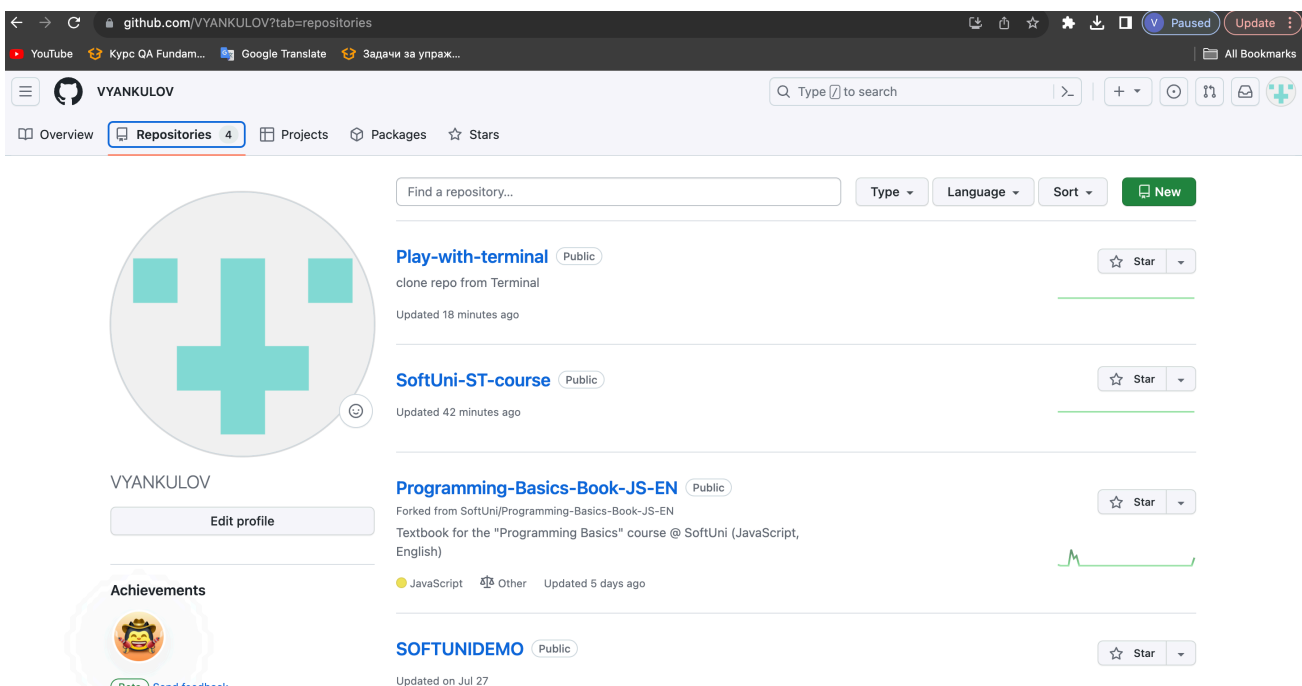 github.com/VYANKULOV?tab=repositories
V Paused
Update
YouTube
Курс QA Fundam...
Google Translate
Задачи за упраж...
All Bookmarks
VYANKULOV
Type / to search
Overview
Repositories 4
Projects
Packages
Stars
Find a repository...
Type
Language
Sort
New
Play-with-terminal Public
Star
clone repo from Terminal
Updated 18 minutes ago
SoftUni-ST-course Public
Star
Updated 42 minutes ago
VYANKULOV
Edit profile
Programming-Basics-Book-JS-EN Public
Star
Forked from SoftUni/Programming-Basics-Book-JS-EN
Textbook for the "Programming Basics" course @ SoftUni (JavaScript,
English)
JavaScript Other Updated 5 days ago
Achievements
SOFTUNIDEMO Public
Star
Updated on Jul 27
Beta Send feedback